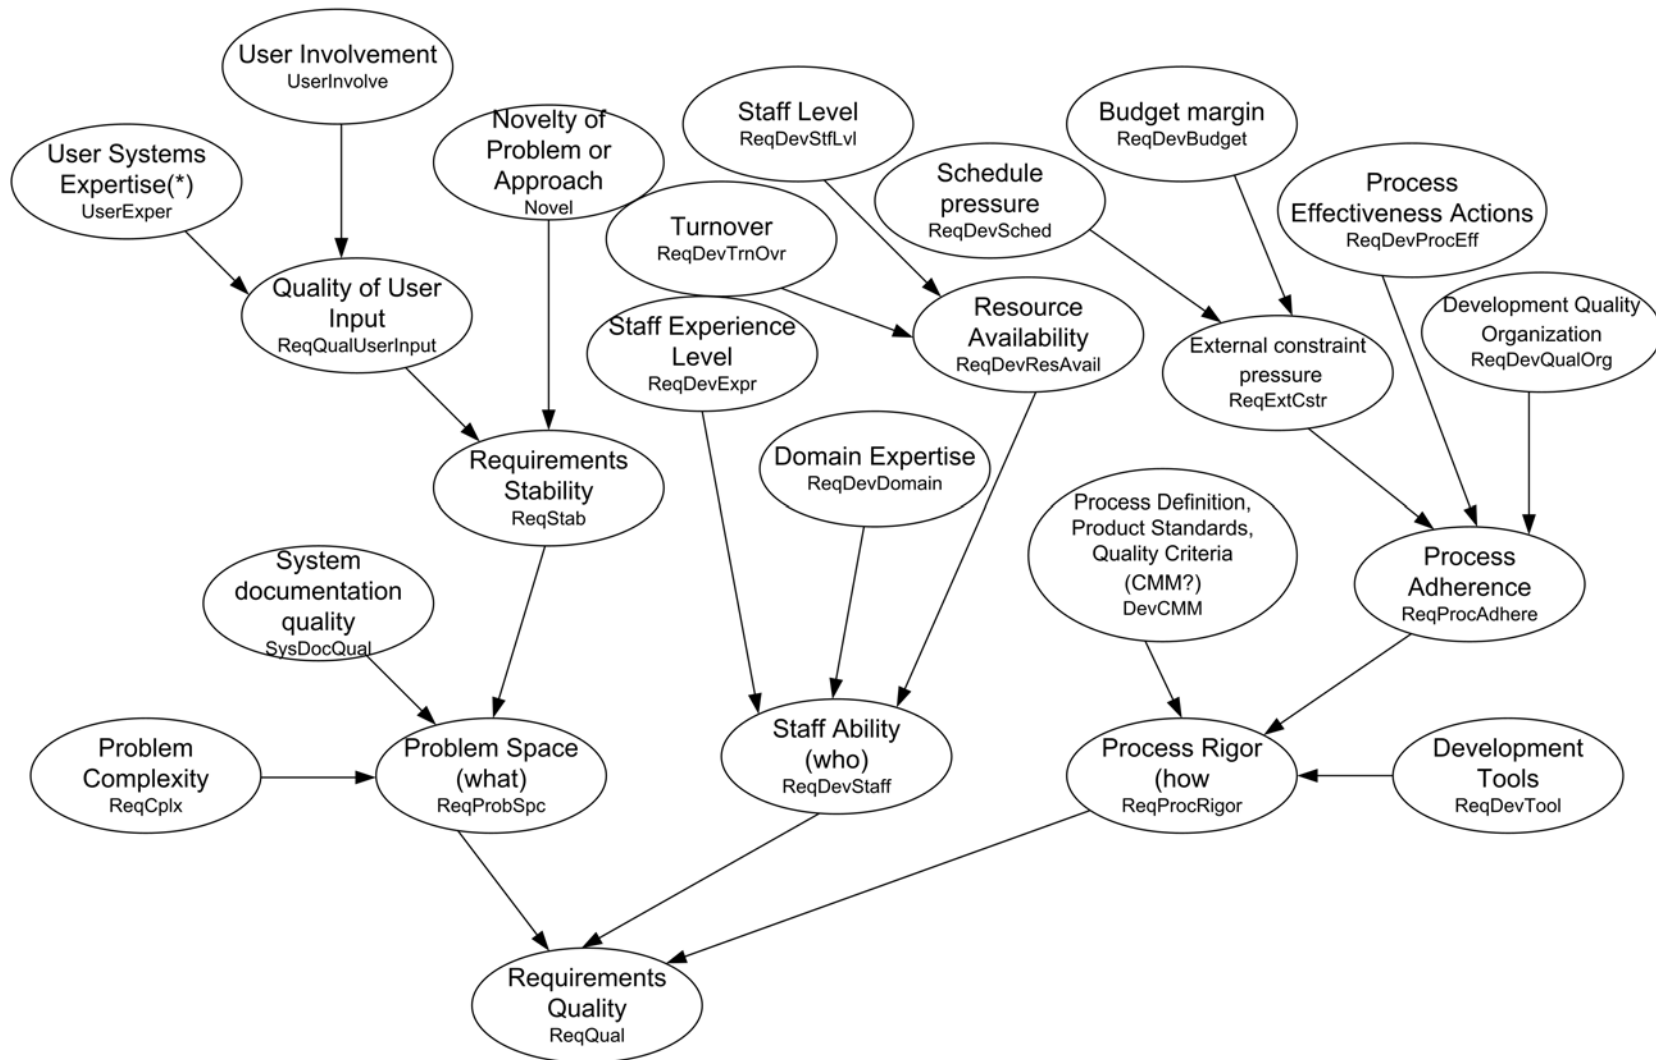 User Involvement
UserInvolve
User Systems
Expertise(*)
UserExper
Novelty of
Problem or
Approach
Novel
Staff Level
ReqDevStfLvl
Budget margin
ReqDevBudget
Schedule
pressure
ReqDevSched
Process
Effectiveness Actions
ReqDevProcEff
Turnover
ReqDevTrnOvr
Quality of User
Input
ReqQualUserInput
Staff Experience
Level
ReqDevExpr
Resource
Availability
ReqDevResAvail
External constraint
pressure
ReqExtCstr
Development Quality
Organization
ReqDevQualOrg
Requirements
Stability
ReqStab
Domain Expertise
ReqDevDomain
Process Definition,
Product Standards,
Quality Criteria
(CMM?)
DevCMM
Process
Adherence
ReqProcAdhere
System
documentation
quality
SysDocQual
Problem
Complexity
ReqCplx
Problem Space
(what)
ReqProbSpc
Staff Ability
(who)
ReqDevStaff
Process Rigor
(how
ReqProcRigor
Development
Tools
ReqDevTool
Requirements
Quality
ReqQual